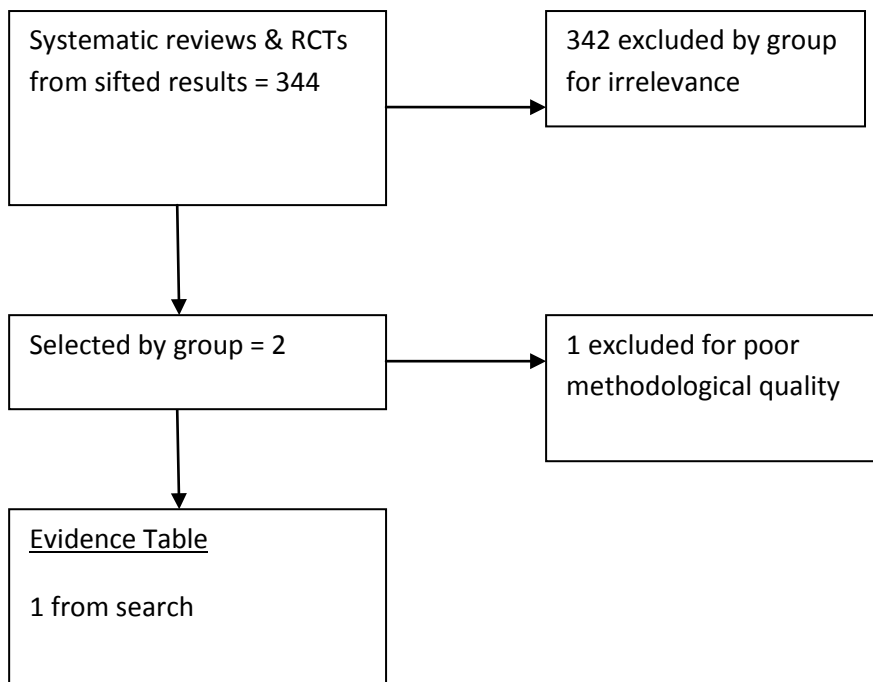 Systematic reviews & RCTs
from sifted results = 344
342 excluded by group
for irrelevance
Selected by group = 2
1 excluded for poor
methodological quality
Evidence Table
1 from search